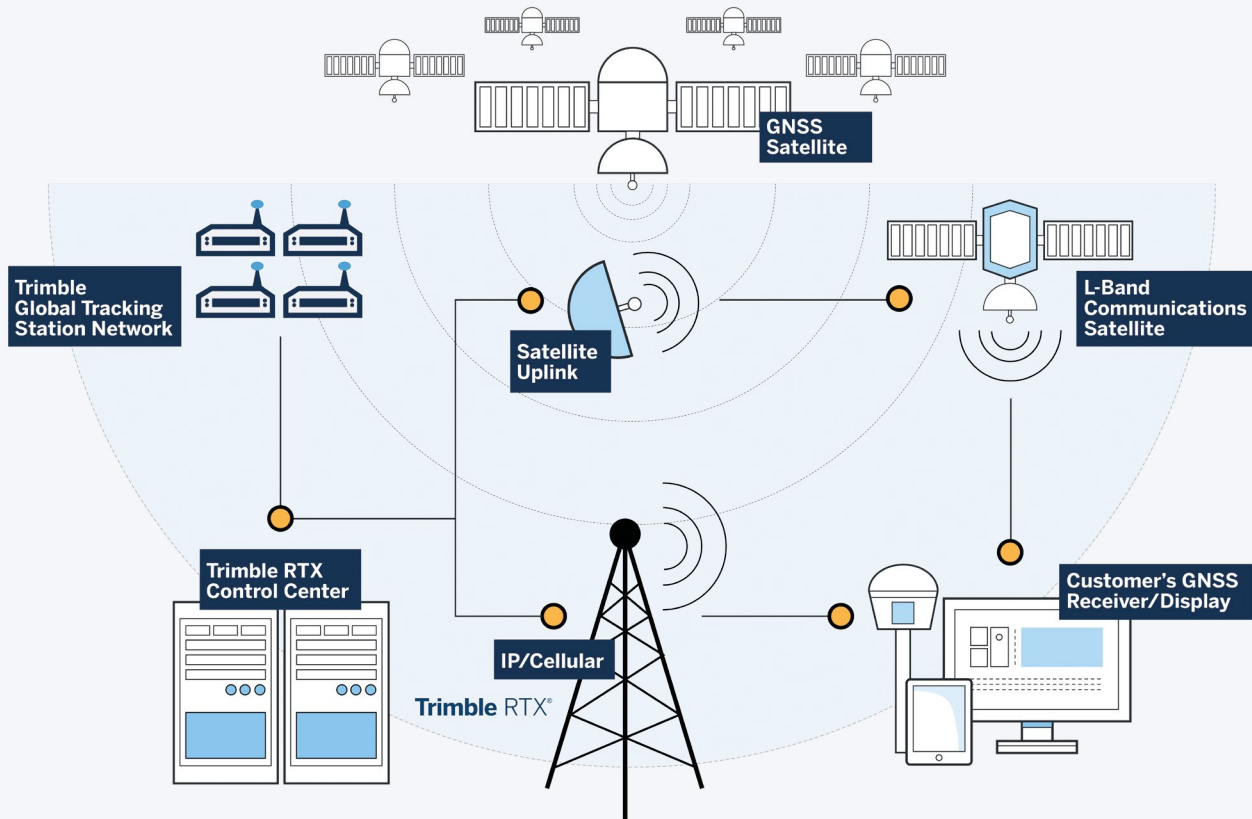 GNSS
Satellite
Trimble
Global Tracking
Station Network
L-Band
Communications
Satellite
Satellite
Uplink
Trimble RTX
Control Center
Customer's GNSS
Receiver/Display
IP/Cellular
Trimble RTX®